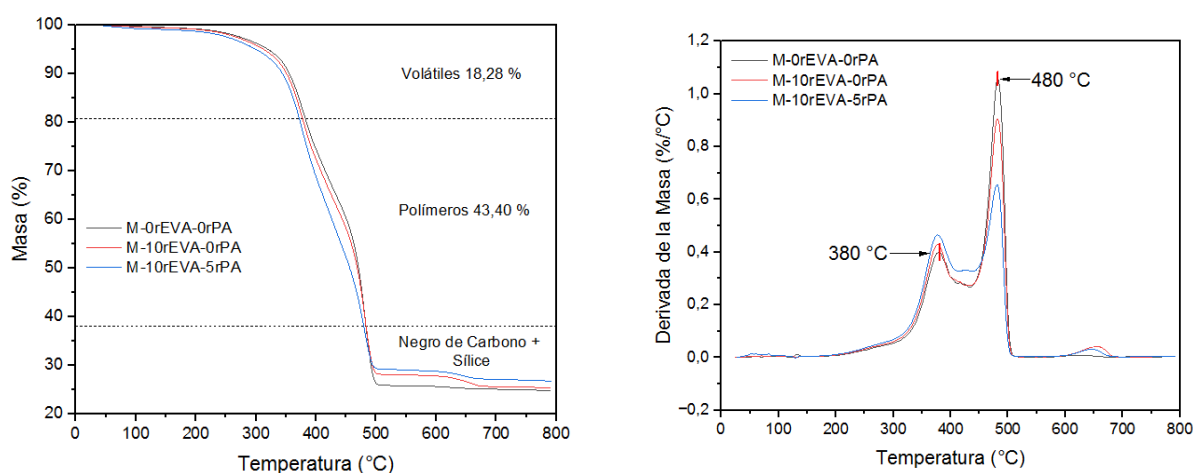 100
90
80
70
60
50
40
30
20
Masa (%)
Volátiles 18,28 %
Polímeros 43,40 %
M-0rEVA-0rPA
M-10rEVA-0rPA
M-10rEVA-5rPA
Negro de Carbono +
Sílice
0 100 200 300 400 500 600 700 800
Temperatura (°C)
1,2
1,0
0,8
0,6
0,4
0,2
0,0
−0,2
Derivada de la Masa (%/°C)
M-0rEVA-0rPA
M-10rEVA-0rPA
M-10rEVA-5rPA
480 °C
380 °C
0 100 200 300 400 500 600 700 800
Temperatura (°C)